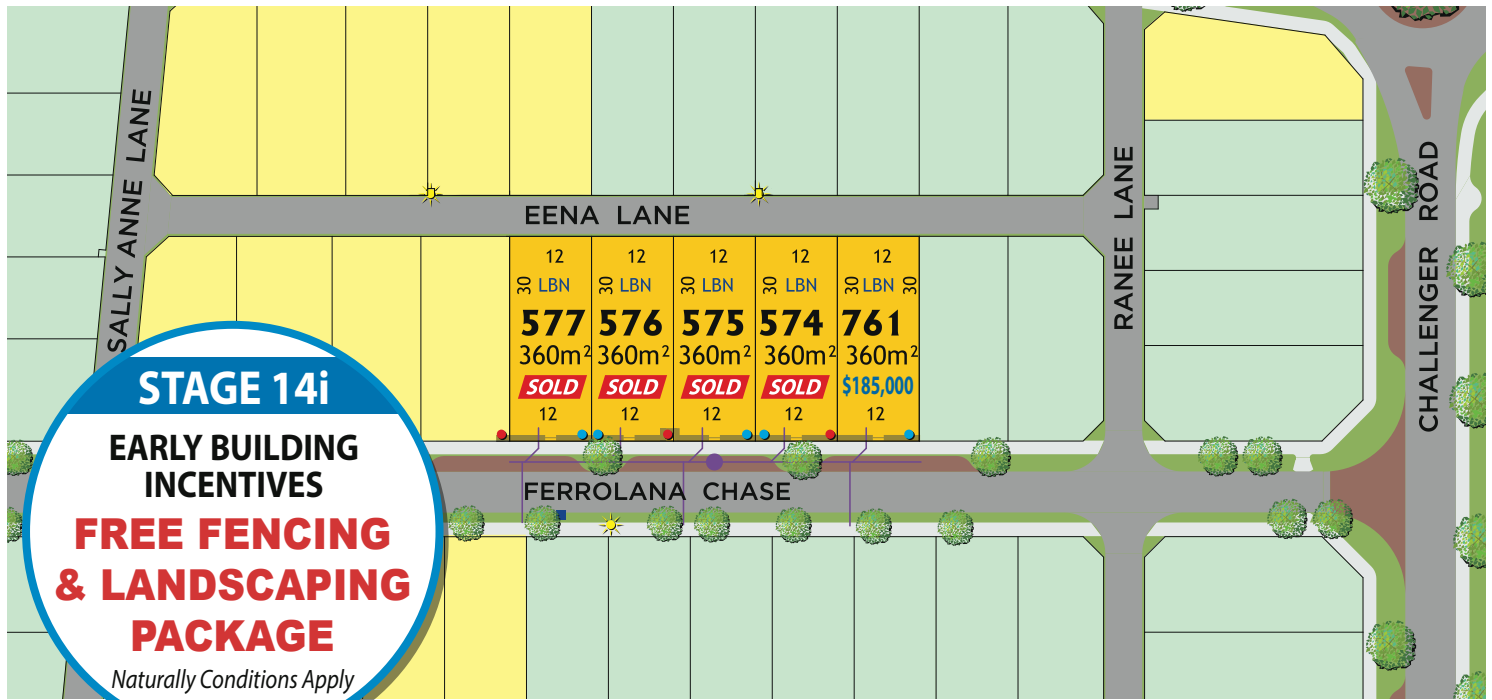 SALLY ANNE LANE
EENA LANE
RANEE LANE
CHALLENGER ROAD
12 12 12 12 12
30 LBN 30 LBN 30 LBN 30 LBN 30 LBN 30
577 576 575 574 761
360m² 360m² 360m² 360m² 360m²
SOLD SOLD SOLD SOLD $185,000
12 12 12 12 12
FERROLANA CHASE
STAGE 14i
EARLY BUILDING
INCENTIVES
FREE FENCING
& LANDSCAPING
PACKAGE
Naturally Conditions Apply